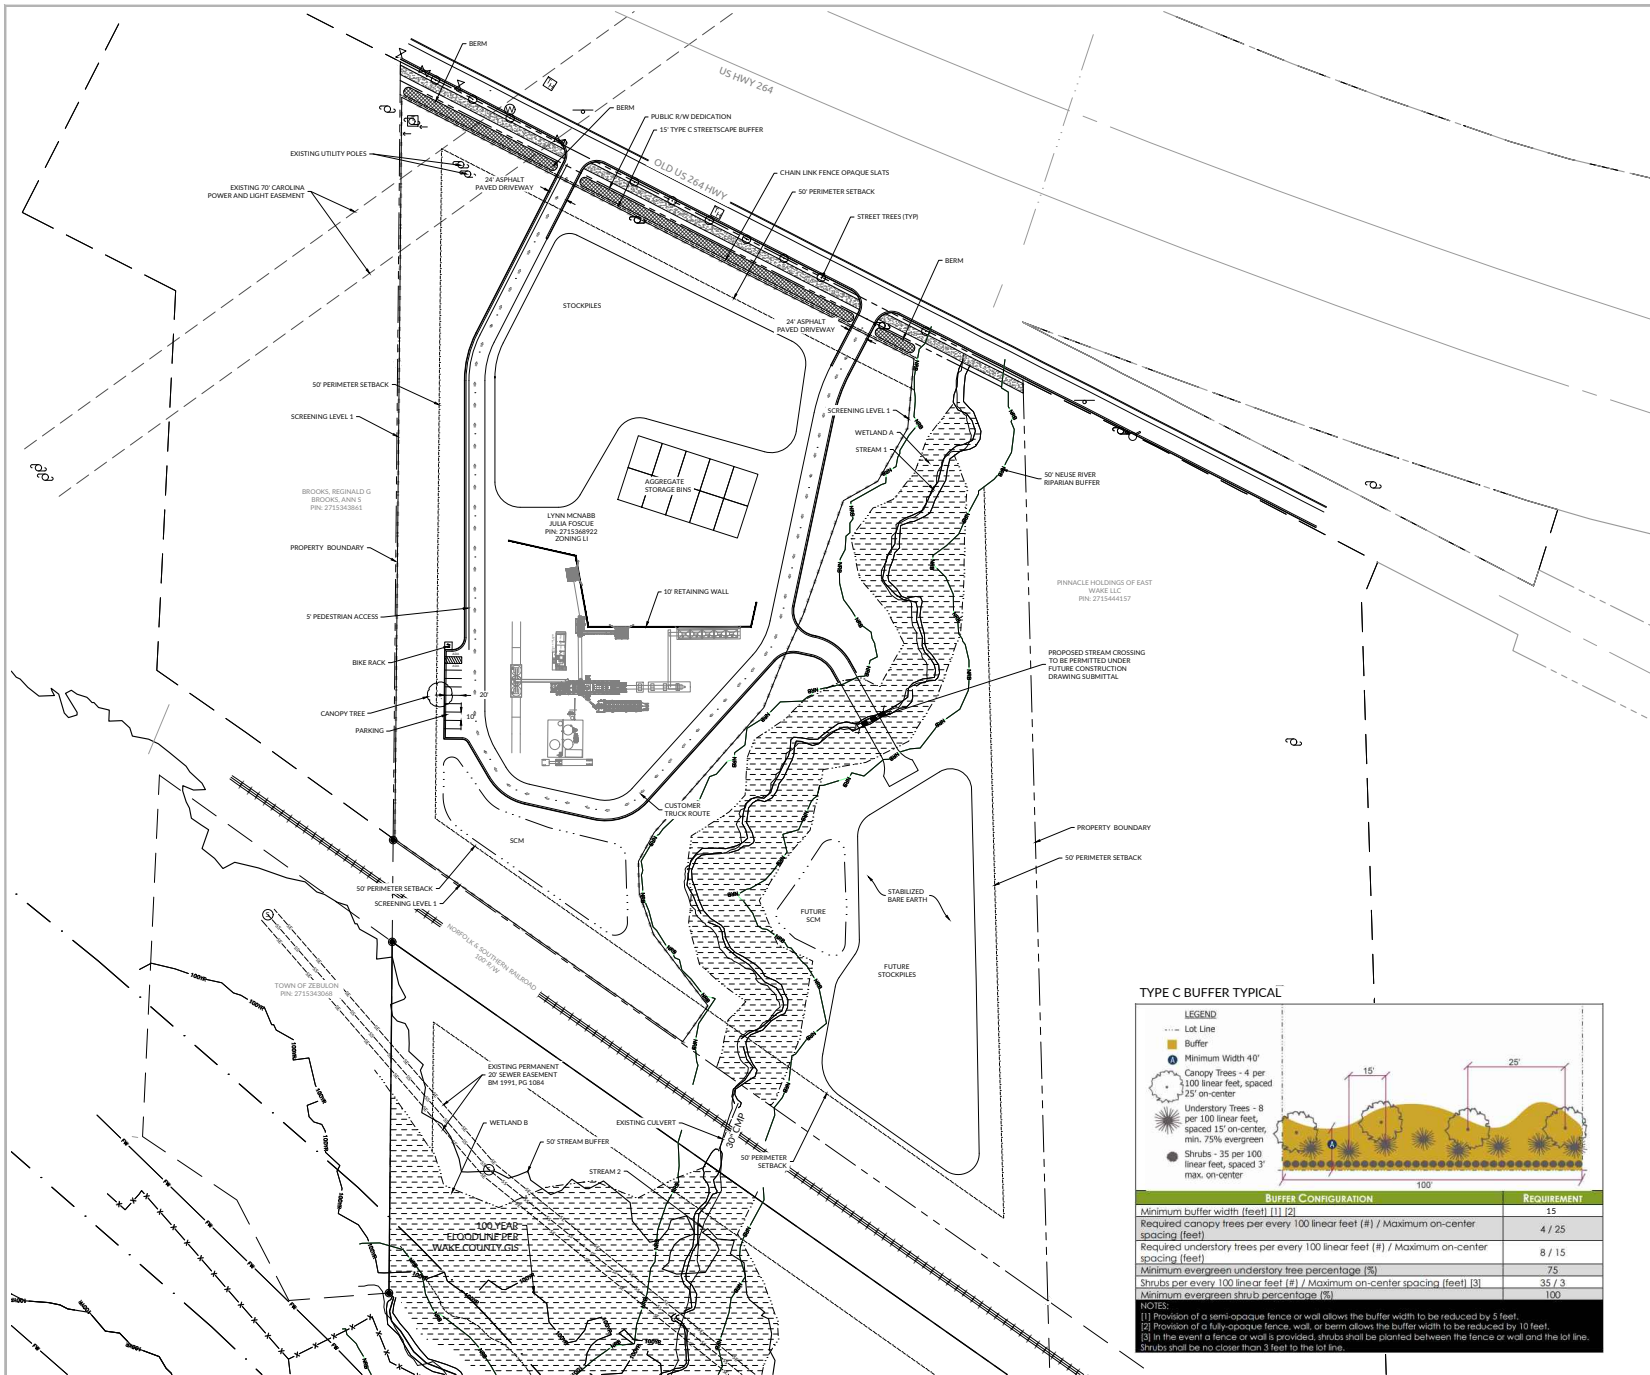 BERM
US HWY 264
BERM
PUBLIC R/W DEDICATION
15' TYPE C STREETSCAPE BUFFER
EXISTING UTILITY POLES
OLD US 264 HWY
CHAIN LINK FENCE OPAQUE SLATS
24' ASPHALT
PAVED DRIVEWAY
EXISTING 70' CAROLINA
POWER AND LIGHT EASEMENT
50' PERIMETER SETBACK
STREET TREES (TYP)
BERM
STOCKPILES
24' ASPHALT
PAVED DRIVEWAY
50' PERIMETER SETBACK
SCREENING LEVEL 1
SCREENING LEVEL 1
WETLAND A
STREAM 1
50' NEUSE RIVER
RIPARIAN BUFFER
AGGREGATE
STORAGE BINS
BROOKS, REGINALD G
BROOKS, ANN S
PIN: 2715343861
LYNN MCNABB
JULIA FOSCUE
PIN: 2715368922
ZONING LI
PROPERTY BOUNDARY
PINNACLE HOLDINGS OF EAST
WAKE LLC
PIN: 2715444157
10' RETAINING WALL
5' PEDESTRIAN ACCESS
BIKE RACK
PROPOSED STREAM CROSSING
TO BE PERMITTED UNDER
FUTURE CONSTRUCTION
DRAWING SUBMITTAL
20'
CANOPY TREE
10'
PARKING
CUSTOMER
TRUCK ROUTE
PROPERTY BOUNDARY
SCM
50' PERIMETER SETBACK
50' PERIMETER SETBACK
SCREENING LEVEL 1
STABILIZED
BARE EARTH
FUTURE
SCM
NORFOLK & SOUTHERN RAILROAD
100' R/W
FUTURE
STOCKPILES
TOWN OF ZEBULON
PIN: 2715343068
EXISTING PERMANENT
20' SEWER EASEMENT
BM 1991, PG 1084
WETLAND B
EXISTING CULVERT
30" CMP
50' STREAM BUFFER
50' PERIMETER
SETBACK
STREAM 2
100 YEAR
FLOODLINE PER
WAKE COUNTY GIS
TYPE C BUFFER TYPICAL
LEGEND
Lot Line
Buffer
A Minimum Width 40'
Canopy Trees - 4 per
100 linear feet, spaced
25' on-center
Understory Trees - 8
per 100 linear feet,
spaced 15' on-center,
min. 75% evergreen
Shrubs - 35 per 100
linear feet, spaced 3'
max. on-center
15'
25'
A
100'
BUFFER CONFIGURATION REQUIREMENT
Minimum buffer width (feet) [1] [2] 15
Required canopy trees per every 100 linear feet (#) / Maximum on-center
spacing (feet) 4 / 25
Required understory trees per every 100 linear feet (#) / Maximum on-center
spacing (feet) 8 / 15
Minimum evergreen understory tree percentage (%) 75
Shrubs per every 100 linear feet (#) / Maximum on-center spacing (feet) [3] 35 / 3
Minimum evergreen shrub percentage (%) 100
NOTES:
[1] Provision of a semi-opaque fence or wall allows the buffer width to be reduced by 5 feet.
[2] Provision of a fully-opaque fence, wall, or berm allows the buffer width to be reduced by 10 feet.
[3] In the event a fence or wall is provided, shrubs shall be planted between the fence or wall and the lot line.
Shrubs shall be no closer than 3 feet to the lot line.